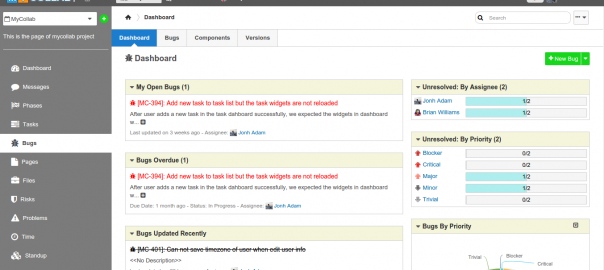 MyCollab
This is the page of mycollab project
Dashboard
Messages
Phases
Tasks
Bugs
Pages
Files
Risks
Problems
Time
Standup
/ Dashboard
Search
Dashboard Bugs Components Versions
Dashboard
+ New Bug
My Open Bugs (1)
[MC-394]: Add new task to task list but the task widgets are not reloaded
After user adds a new task in the task dahboard successfully, we expected the widgets in dashboard
w...
Last updated on 3 weeks ago - Assignee: Jonh Adam
Bugs Overdue (1)
[MC-394]: Add new task to task list but the task widgets are not reloaded
After user adds a new task in the task dahboard successfully, we expected the widgets in dashboard
w...
Due Date: 1 month ago - Status: In Progress - Assignee: Jonh Adam
Bugs Updated Recently
[MC-401]: Can not save timezone of user when edit user info
<<No Description>>
Unresolved: By Assignee (2)
Jonh Adam 1/2
Brian Williams 1/2
Unresolved: By Priority (2)
Blocker 0/2
Critical 0/2
Major 1/2
Minor 1/2
Trivial 0/2
Bugs By Priority
Trivial Blocker
Critical